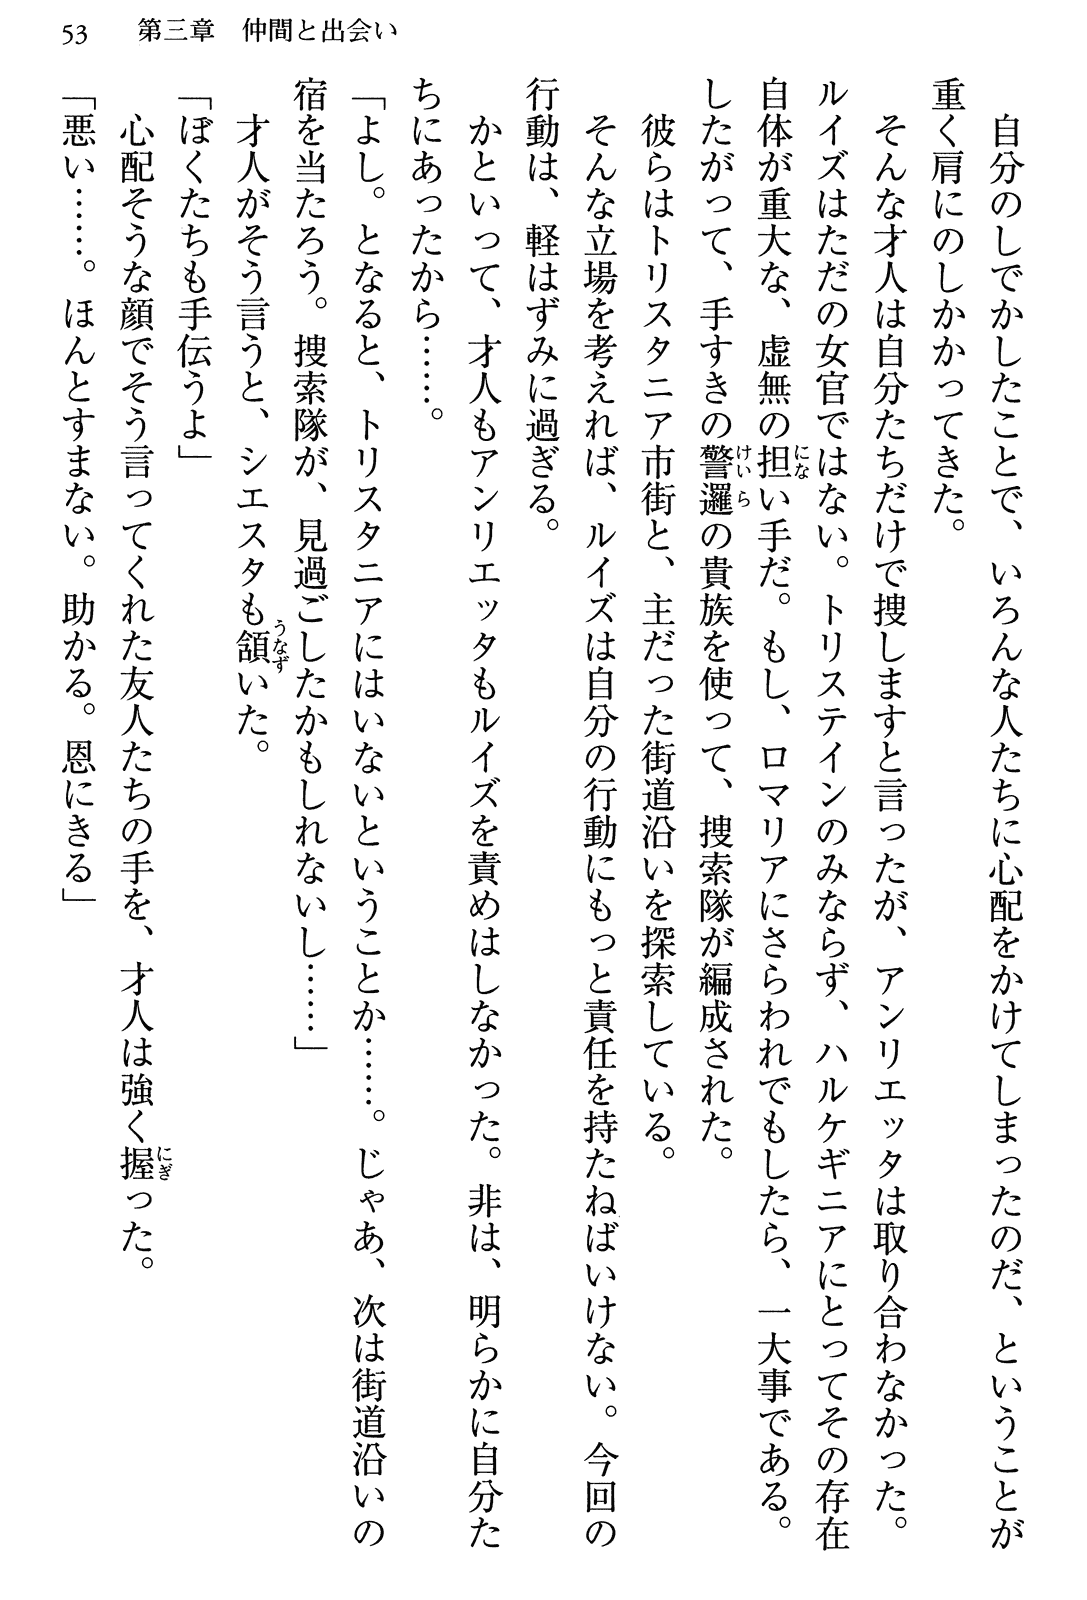 53　第三章　仲間と出会い
　自分のしでかしたことで、いろんな人たちに心配をかけてしまったのだ、ということが
重く肩にのしかかってきた。
　そんな才人は自分たちだけで捜しますと言ったが、アンリエッタは取り合わなかった。
ルイズはただの女官ではない。トリステインのみならず、ハルケギニアにとってその存在
自体が重大な、虚無の担い手だ。もし、ロマリアにさらわれでもしたら、一大事である。
したがって、手すきの警邏の貴族を使って、捜索隊が編成された。
　彼らはトリスタニア市街と、主だった街道沿いを探索している。
　そんな立場を考えれば、ルイズは自分の行動にもっと責任を持たねばいけない。今回の
行動は、軽はずみに過ぎる。
　かといって、才人もアンリエッタもルイズを責めはしなかった。非は、明らかに自分た
ちにあったから……。
「よし。となると、トリスタニアにはいないということか……。じゃあ、次は街道沿いの
宿を当たろう。捜索隊が、見過ごしたかもしれないし……」
　才人がそう言うと、シエスタも頷いた。
「ぼくたちも手伝うよ」
　心配そうな顔でそう言ってくれた友人たちの手を、才人は強く握った。
「悪い……。ほんとすまない。助かる。恩にきる」